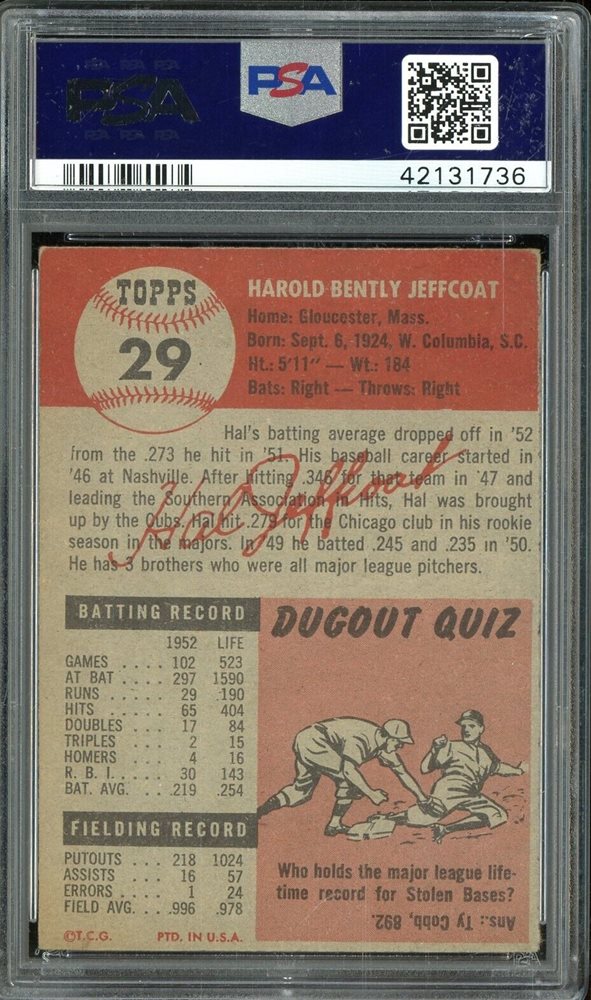 PSA
PSA
42131736
TOPPS
29
HAROLD BENTLY JEFFCOAT
Home: Gloucester, Mass.
Born: Sept. 6, 1924, W. Columbia, S.C.
Ht.: 5'11" — Wt.: 184
Bats: Right — Throws: Right
Hal's batting average dropped off in '52
from the .273 he hit in '51. His baseball career started in
'46 at Nashville. After hitting .346 for that team in '47 and
leading the Southern Association in Hits, Hal was brought
up by the Cubs. Hal hit .279 for the Chicago club in his rookie
season in the majors. In '49 he batted .245 and .235 in '50.
He has 3 brothers who were all major league pitchers.
Hal Jeffcoat
BATTING RECORD
1952 LIFE
GAMES .... 102 523
AT BAT .... 297 1590
RUNS ..... 29 190
HITS ...... 65 404
DOUBLES ... 17 84
TRIPLES .... 2 15
HOMERS .... 4 16
R. B. I. .... 30 143
BAT. AVG. .. .219 .254
FIELDING RECORD
PUTOUTS ... 218 1024
ASSISTS .... 16 57
ERRORS .... 1 24
FIELD AVG. .. .996 .978
©T.C.G. PTD. IN U.S.A.
DUGOUT QUIZ
Who holds the major league life-
time record for Stolen Bases?
Ans.: Ty Cobb, 892.